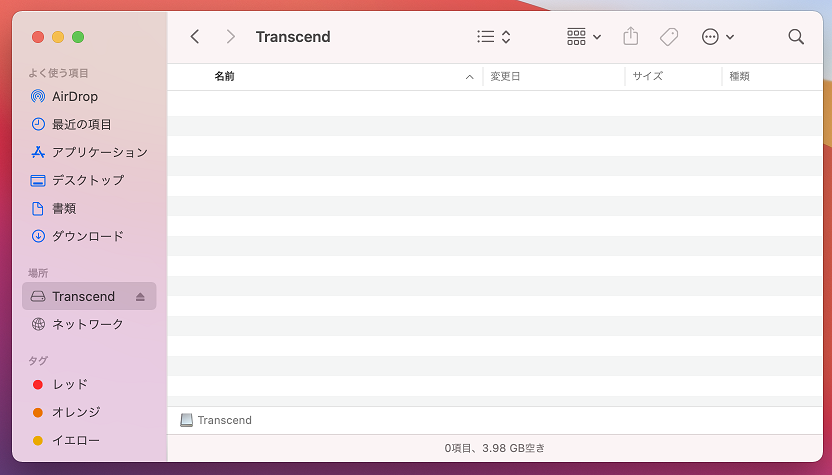 Transcend
よく使う項目
AirDrop
最近の項目
アプリケーション
デスクトップ
書類
ダウンロード
場所
Transcend
ネットワーク
タグ
レッド
オレンジ
イエロー
名前 変更日 サイズ 種類
Transcend
0項目、3.98 GB空き